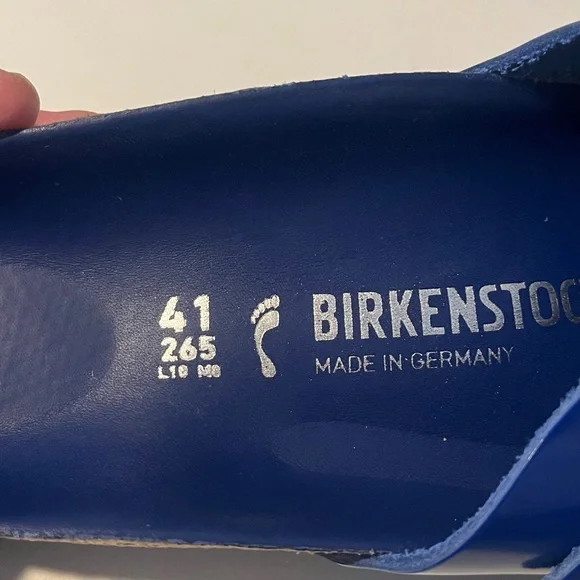 41
265
L10 M8
BIRKENSTOC
MADE IN GERMANY